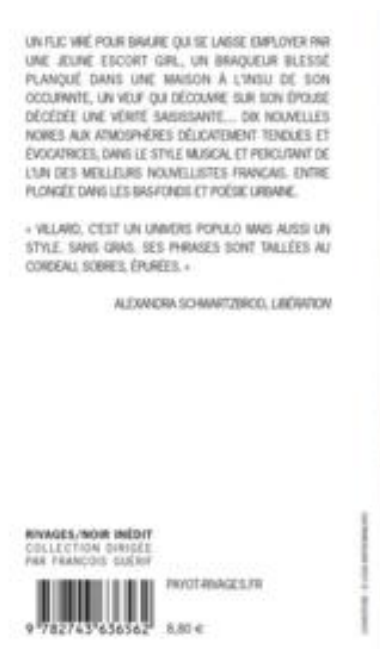 UN FLIC VIRÉ POUR BAVURE QUI SE LAISSE EMPLOYER PAR
UNE JEUNE ESCORT GIRL, UN BRAQUEUR BLESSÉ
PLANQUÉ DANS UNE MAISON À L'INSU DE SON
OCCUPANTE, UN VEUF QUI DÉCOUVRE SUR SON ÉPOUSE
DÉCÉDÉE UNE VÉRITÉ SAISISSANTE... DIX NOUVELLES
NOIRES AUX ATMOSPHÈRES DÉLICATEMENT TENDUES ET
ÉVOCATRICES, DANS LE STYLE MUSICAL ET PERCUTANT DE
L'UN DES MEILLEURS NOUVELLISTES FRANÇAIS. ENTRE
PLONGÉE DANS LES BAS-FONDS ET POÉSIE URBAINE.
« VILLARD, C'EST UN UNIVERS POPULO MAIS AUSSI UN
STYLE. SANS GRAS. SES PHRASES SONT TAILLÉES AU
CORDEAU, SOBRES, ÉPURÉES. »
ALEXANDRA SCHWARTZBROD, LIBÉRATION
RIVAGES/NOIR INÉDIT
COLLECTION DIRIGÉE
PAR FRANÇOIS GUÉRIF
PAYOT-RIVAGES.FR
9 782743 636562
8,80 €